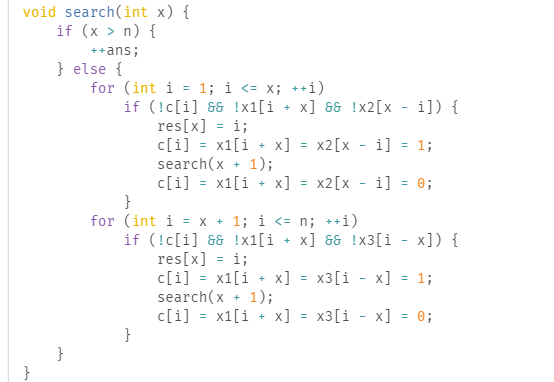 void search(int x) {
    if (x > n) {
        ++ans;
    } else {
        for (int i = 1; i <= x; ++i)
            if (!c[i] && !x1[i + x] && !x2[x - i]) {
                res[x] = i;
                c[i] = x1[i + x] = x2[x - i] = 1;
                search(x + 1);
                c[i] = x1[i + x] = x2[x - i] = 0;
            }
        for (int i = x + 1; i <= n; ++i)
            if (!c[i] && !x1[i + x] && !x3[i - x]) {
                res[x] = i;
                c[i] = x1[i + x] = x3[i - x] = 1;
                search(x + 1);
                c[i] = x1[i + x] = x3[i - x] = 0;
            }
    }
}